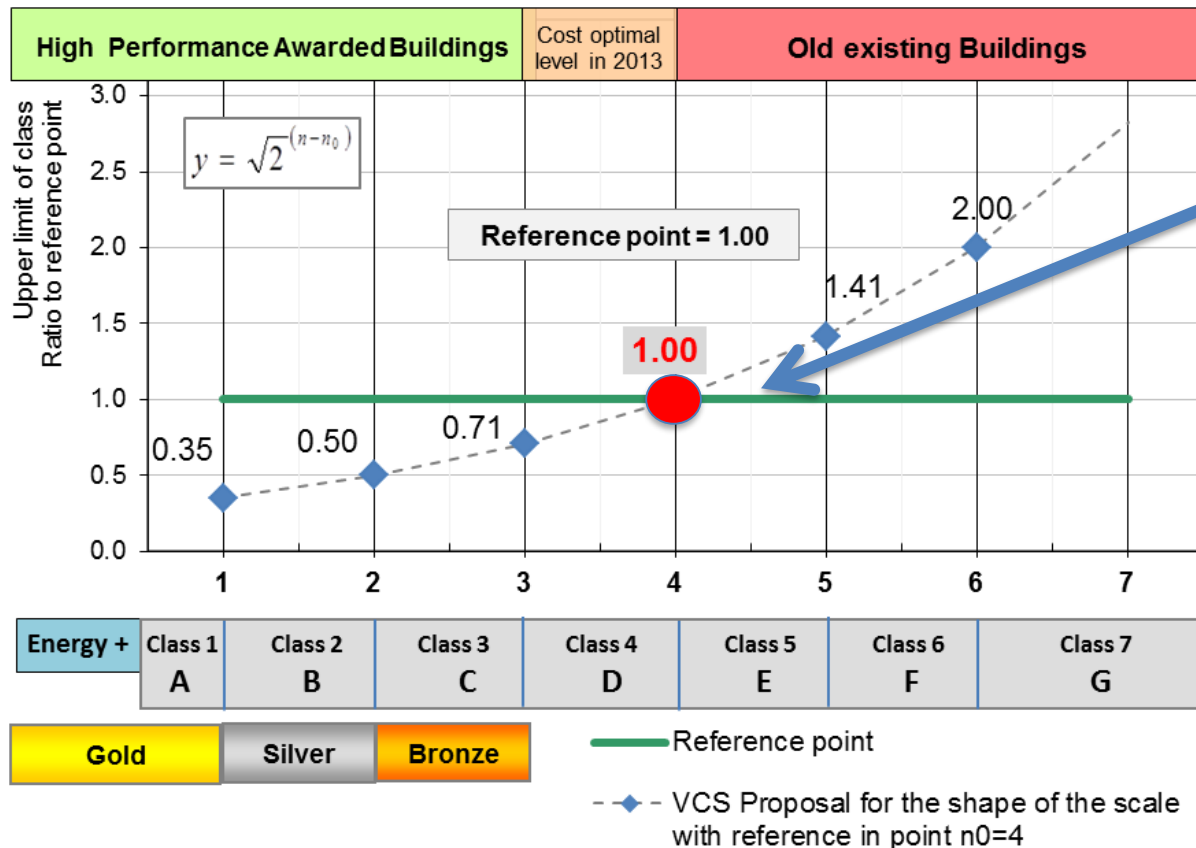 High Performance Awarded Buildings
Cost optimal
level in 2013
Old existing Buildings
Upper limit of class
Ratio to reference point
3.0
2.5
2.0
1.5
1.0
0.5
0.0
y = √2^(n−n₀)
Reference point = 1.00
0.35
0.50
0.71
1.00
1.41
2.00
1 2 3 4 5 6 7
Energy +
Class 1
A
Class 2
B
Class 3
C
Class 4
D
Class 5
E
Class 6
F
Class 7
G
Gold
Silver
Bronze
Reference point
VCS Proposal for the shape of the scale
with reference in point n0=4